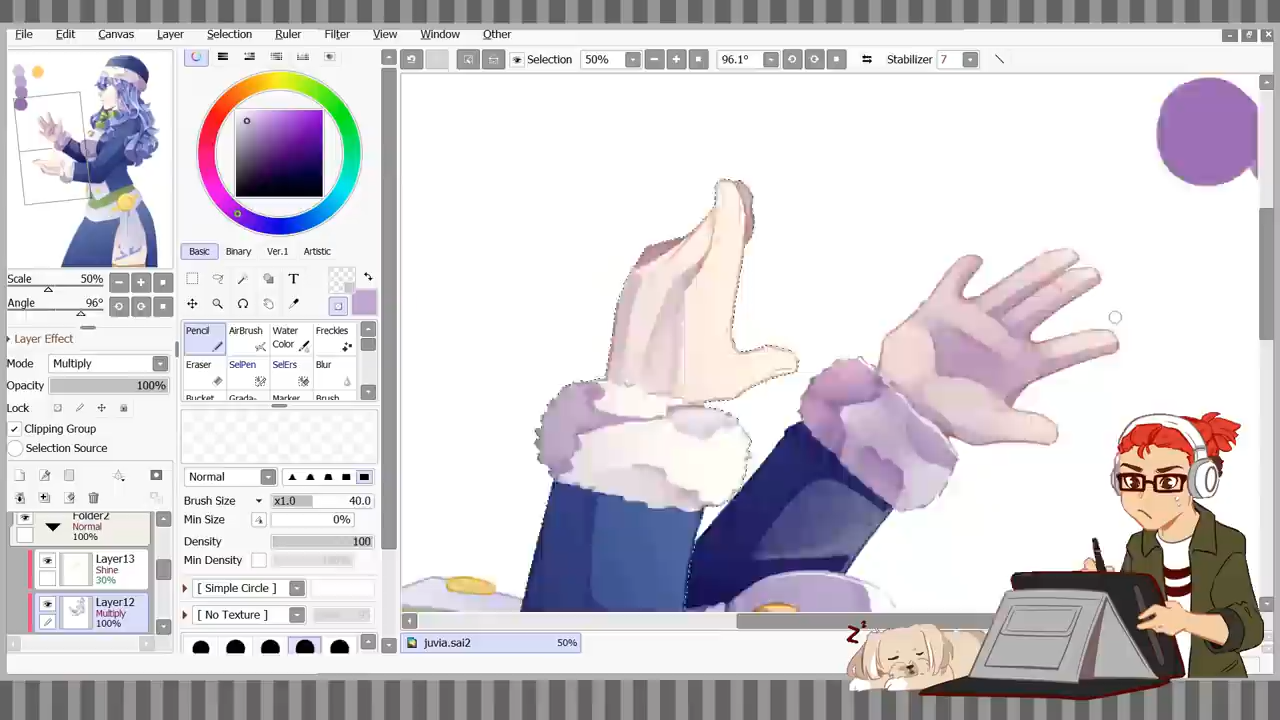 File Edit Canvas Layer Selection Ruler Filter View Window Other
Selection 50% 96.1° Stabilizer 7
Basic Binary Ver.1 Artistic
Scale 50%
Angle 96°
T
Pencil AirBrush Water Color Freckles
Eraser SelPen SelErs Blur
Bucket Grada- Marker Brush
Layer Effect
Mode Multiply
Opacity 100%
Lock
Clipping Group
Selection Source
Normal
Brush Size x1.0 40.0
Min Size 0%
Density 100
Min Density
[ Simple Circle ]
[ No Texture ]
Folder2
Normal
100%
Layer13
Shine
30%
Layer12
Multiply
100%
juvia.sai2 50%
Zz